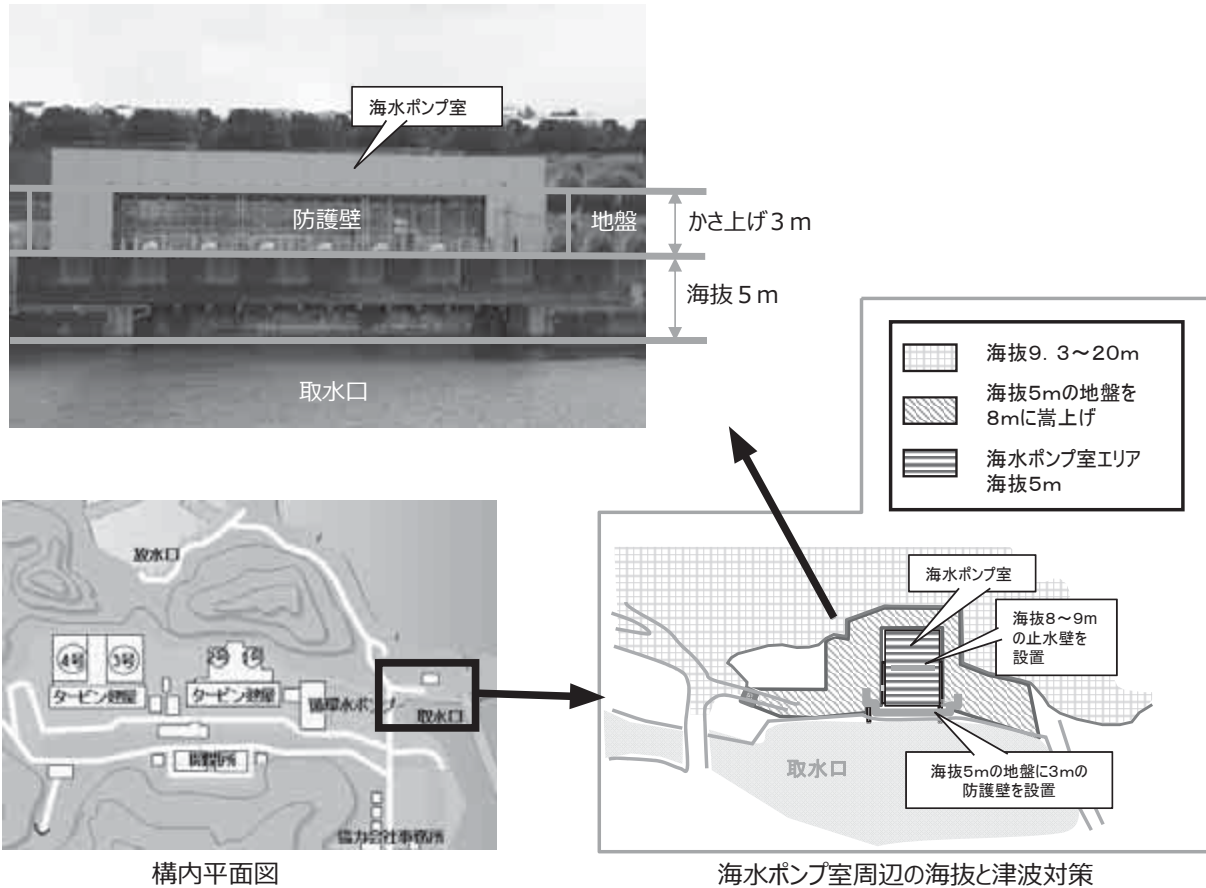 海水ポンプ室
防護壁
地盤
かさ上げ3m
海抜5m
取水口
海抜9.3~20m
海抜5mの地盤を
8mに嵩上げ
海水ポンプ室エリア
海抜5m
放水口
4号
3号
2号
1号
タービン建屋
タービン建屋
循環水ポンプ
取水口
開閉所
協力会社事務所
構内平面図
海水ポンプ室
海抜8~9m
の止水壁を
設置
取水口
海抜5mの地盤に3mの
防護壁を設置
海水ポンプ室周辺の海抜と津波対策